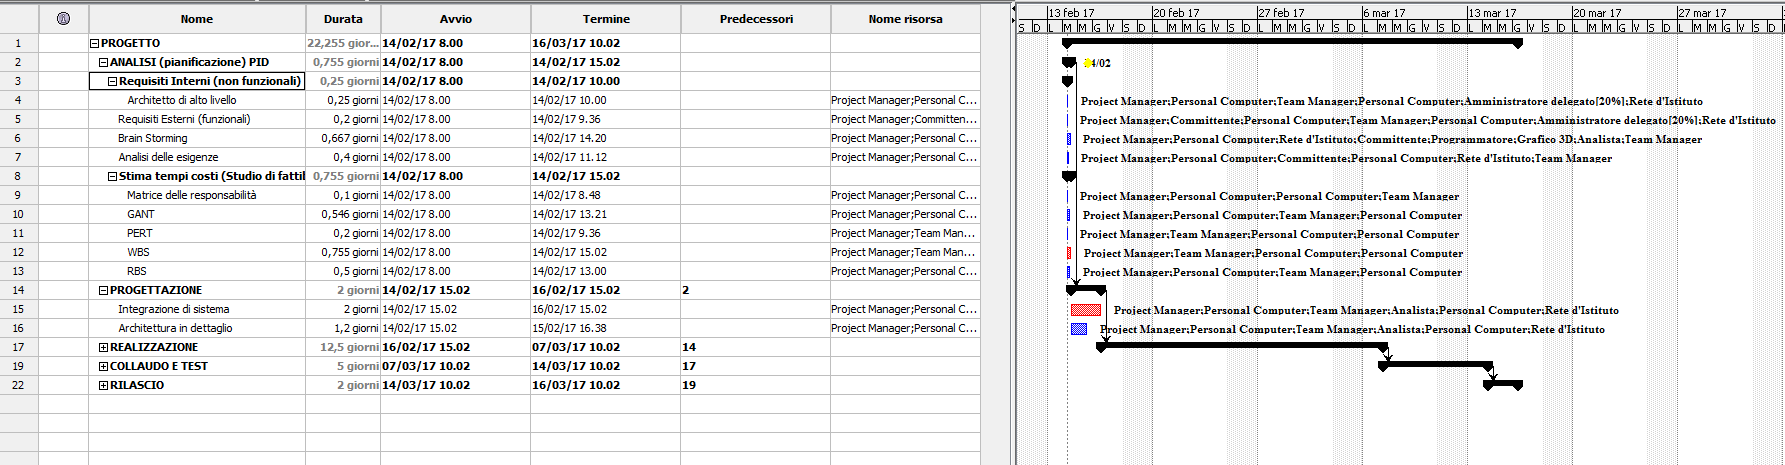 Nome Durata Avvio Termine Predecessori Nome risorsa
13 feb 17 20 feb 17 27 feb 17 6 mar 17 13 mar 17 20 mar 17 27 mar 17
S D L M M G V S D L M M G V S D L M M G V S D L M M G V S D L M M G V S D L M M G V S D L M M G V S D
1 PROGETTO 22,255 gior... 14/02/17 8.00 16/03/17 10.02
2 ANALISI (pianificazione) PID 0,755 giorni 14/02/17 8.00 14/02/17 15.02 14/02
3 Requisiti Interni (non funzionali) 0,25 giorni 14/02/17 8.00 14/02/17 10.00
4 Architetto di alto livello 0,25 giorni 14/02/17 8.00 14/02/17 10.00 Project Manager;Personal C... Project Manager;Personal Computer;Team Manager;Personal Computer;Amministratore delegato[20%];Rete d'Istituto
5 Requisiti Esterni (funzionali) 0,2 giorni 14/02/17 8.00 14/02/17 9.36 Project Manager;Committen... Project Manager;Committente;Personal Computer;Team Manager;Personal Computer;Amministratore delegato[20%];Rete d'Istituto
6 Brain Storming 0,667 giorni 14/02/17 8.00 14/02/17 14.20 Project Manager;Personal C... Project Manager;Personal Computer;Rete d'Istituto;Committente;Programmatore;Grafico 3D;Analista;Team Manager
7 Analisi delle esigenze 0,4 giorni 14/02/17 8.00 14/02/17 11.12 Project Manager;Personal C... Project Manager;Personal Computer;Committente;Personal Computer;Rete d'Istituto;Team Manager
8 Stima tempi costi (Studio di fattil 0,755 giorni 14/02/17 8.00 14/02/17 15.02
9 Matrice delle responsabilità 0,1 giorni 14/02/17 8.00 14/02/17 8.48 Project Manager;Personal C... Project Manager;Personal Computer;Personal Computer;Team Manager
10 GANT 0,546 giorni 14/02/17 8.00 14/02/17 13.21 Project Manager;Personal C... Project Manager;Personal Computer;Team Manager;Personal Computer
11 PERT 0,2 giorni 14/02/17 8.00 14/02/17 9.36 Project Manager;Team Man... Project Manager;Team Manager;Personal Computer;Personal Computer
12 WBS 0,755 giorni 14/02/17 8.00 14/02/17 15.02 Project Manager;Team Man... Project Manager;Team Manager;Personal Computer;Personal Computer
13 RBS 0,5 giorni 14/02/17 8.00 14/02/17 13.00 Project Manager;Personal C... Project Manager;Personal Computer;Team Manager;Personal Computer
14 PROGETTAZIONE 2 giorni 14/02/17 15.02 16/02/17 15.02 2
15 Integrazione di sistema 2 giorni 14/02/17 15.02 16/02/17 15.02 Project Manager;Personal C... Project Manager;Personal Computer;Team Manager;Analista;Personal Computer;Rete d'Istituto
16 Architettura in dettaglio 1,2 giorni 14/02/17 15.02 15/02/17 16.38 Project Manager;Personal C... Project Manager;Personal Computer;Team Manager;Analista;Personal Computer;Rete d'Istituto
17 REALIZZAZIONE 12,5 giorni 16/02/17 15.02 07/03/17 10.02 14
19 COLLAUDO E TEST 5 giorni 07/03/17 10.02 14/03/17 10.02 17
22 RILASCIO 2 giorni 14/03/17 10.02 16/03/17 10.02 19